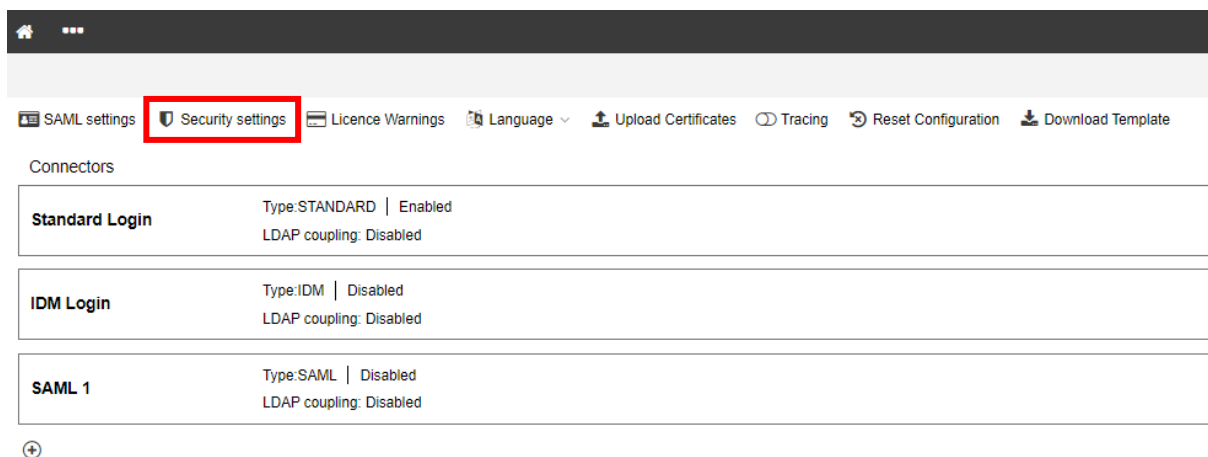 SAML settings Security settings Licence Warnings Language Upload Certificates Tracing Reset Configuration Download Template
Connectors
Standard Login
Type:STANDARD | Enabled
LDAP coupling: Disabled
IDM Login
Type:IDM | Disabled
LDAP coupling: Disabled
SAML 1
Type:SAML | Disabled
LDAP coupling: Disabled